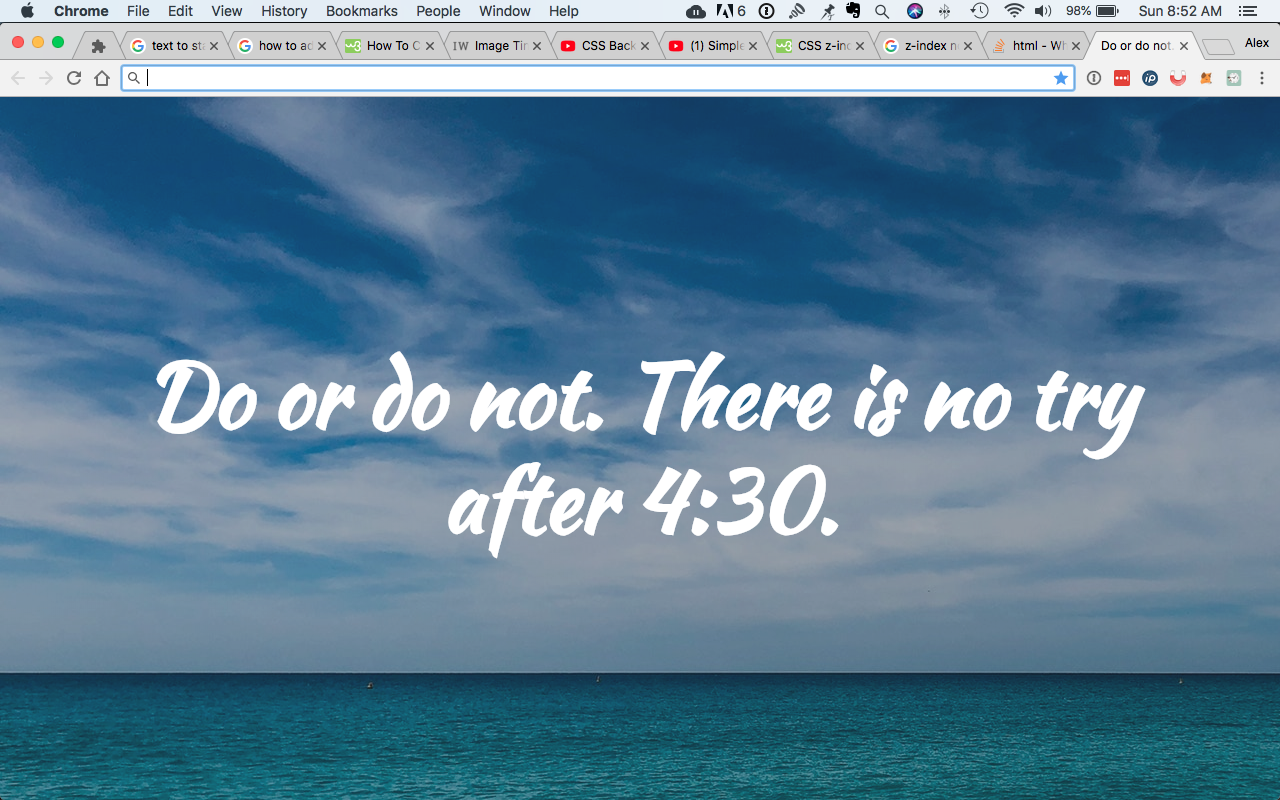 Chrome File Edit View History Bookmarks People Window Help 6 98% Sun 8:52 AM
text to sta how to ad How To C Image Tin CSS Back (1) Simple CSS z-ind z-index no html - Wh Do or do not. Alex
Do or do not. There is no try
after 4:30.